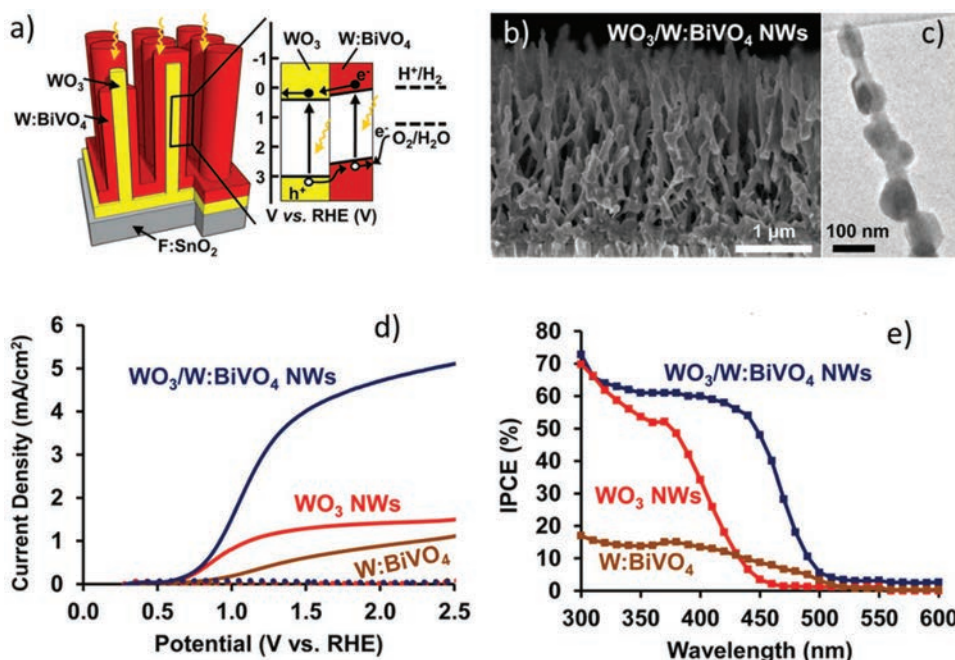 a)
WO3
W:BiVO4
F:SnO2
WO3
W:BiVO4
-1
0
1
2
3
V vs. RHE (V)
e-
H+/H2
e-
O2/H2O
h+
b)
WO3/W:BiVO4 NWs
1 µm
c)
100 nm
d)
Current Density (mA/cm2)
6
5
4
3
2
1
0
WO3/W:BiVO4 NWs
WO3 NWs
W:BiVO4
0.0 0.5 1.0 1.5 2.0 2.5
Potential (V vs. RHE)
e)
IPCE (%)
80
70
60
50
40
30
20
10
0
WO3/W:BiVO4 NWs
WO3 NWs
W:BiVO4
300 350 400 450 500 550 600
Wavelength (nm)